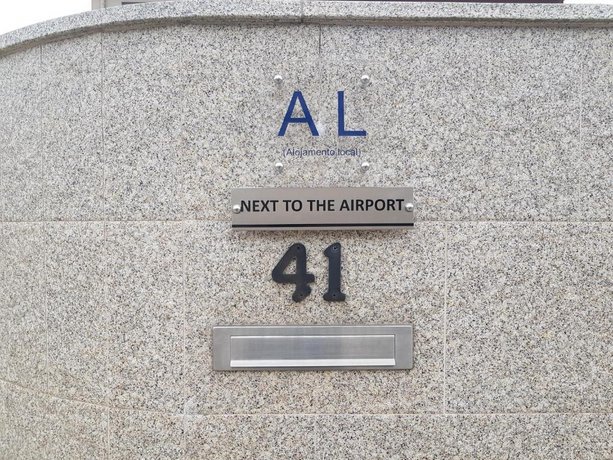 AL
(Alojamento local)
NEXT TO THE AIRPORT
41